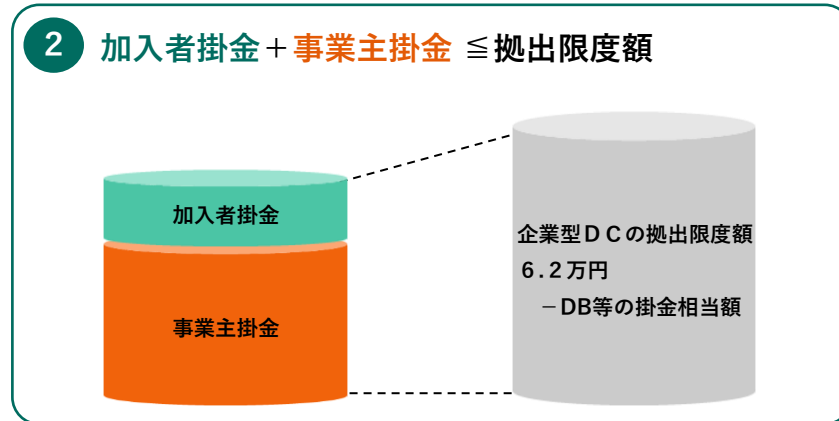 2 加入者掛金+事業主掛金 ≦拠出限度額
加入者掛金
事業主掛金
企業型DCの拠出限度額
6.2万円
－DB等の掛金相当額